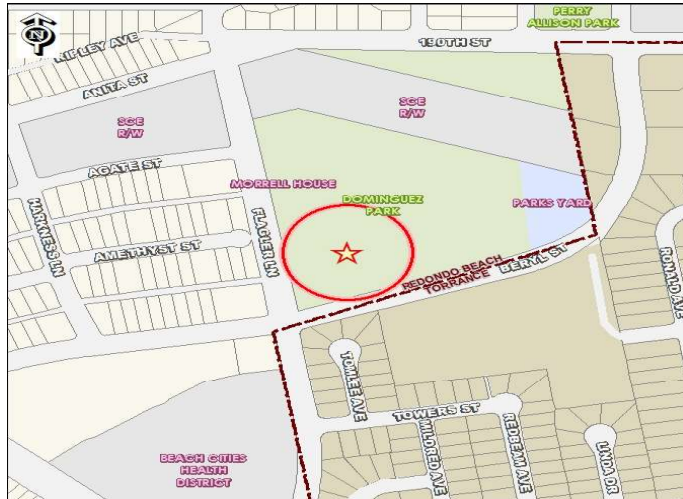 N
RIPLEY AVE
ANITA ST
190TH ST
PERRY
ALLISON PARK
SCE
R/W
SCE
R/W
AGATE ST
MORRELL HOUSE
DOMINGUEZ
PARK
PARKS YARD
HARKNESS LN
AMETHYST ST
FLAGLER LN
REDONDO BEACH
TORRANCE
BERYL ST
RONALD AVE
TOMLEE AVE
TOWERS ST
MILDRED AVE
REDBEAM AVE
LINDA DR
BEACH CITIES
HEALTH
DISTRICT